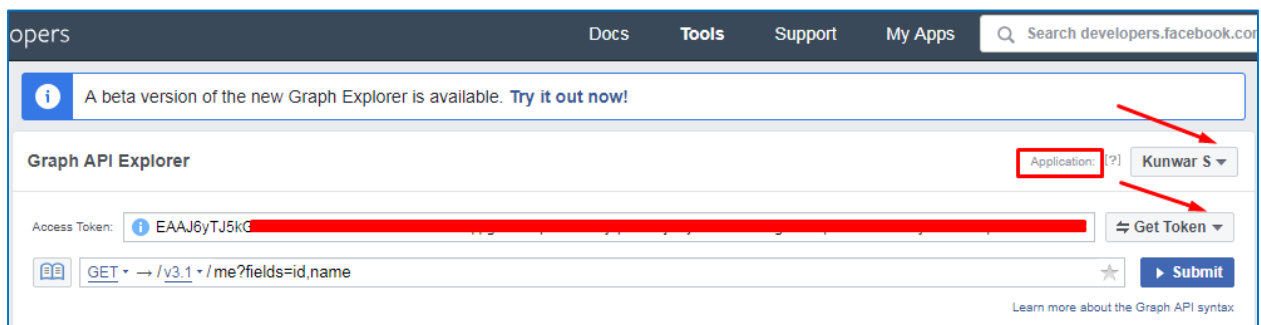 opers Docs Tools Support My Apps Search developers.facebook.cor
A beta version of the new Graph Explorer is available. Try it out now!
Graph API Explorer Application: [?] Kunwar S
Access Token: EAAJ6yTJ5k Get Token
GET → / v3.1 / me?fields=id,name Submit
Learn more about the Graph API syntax